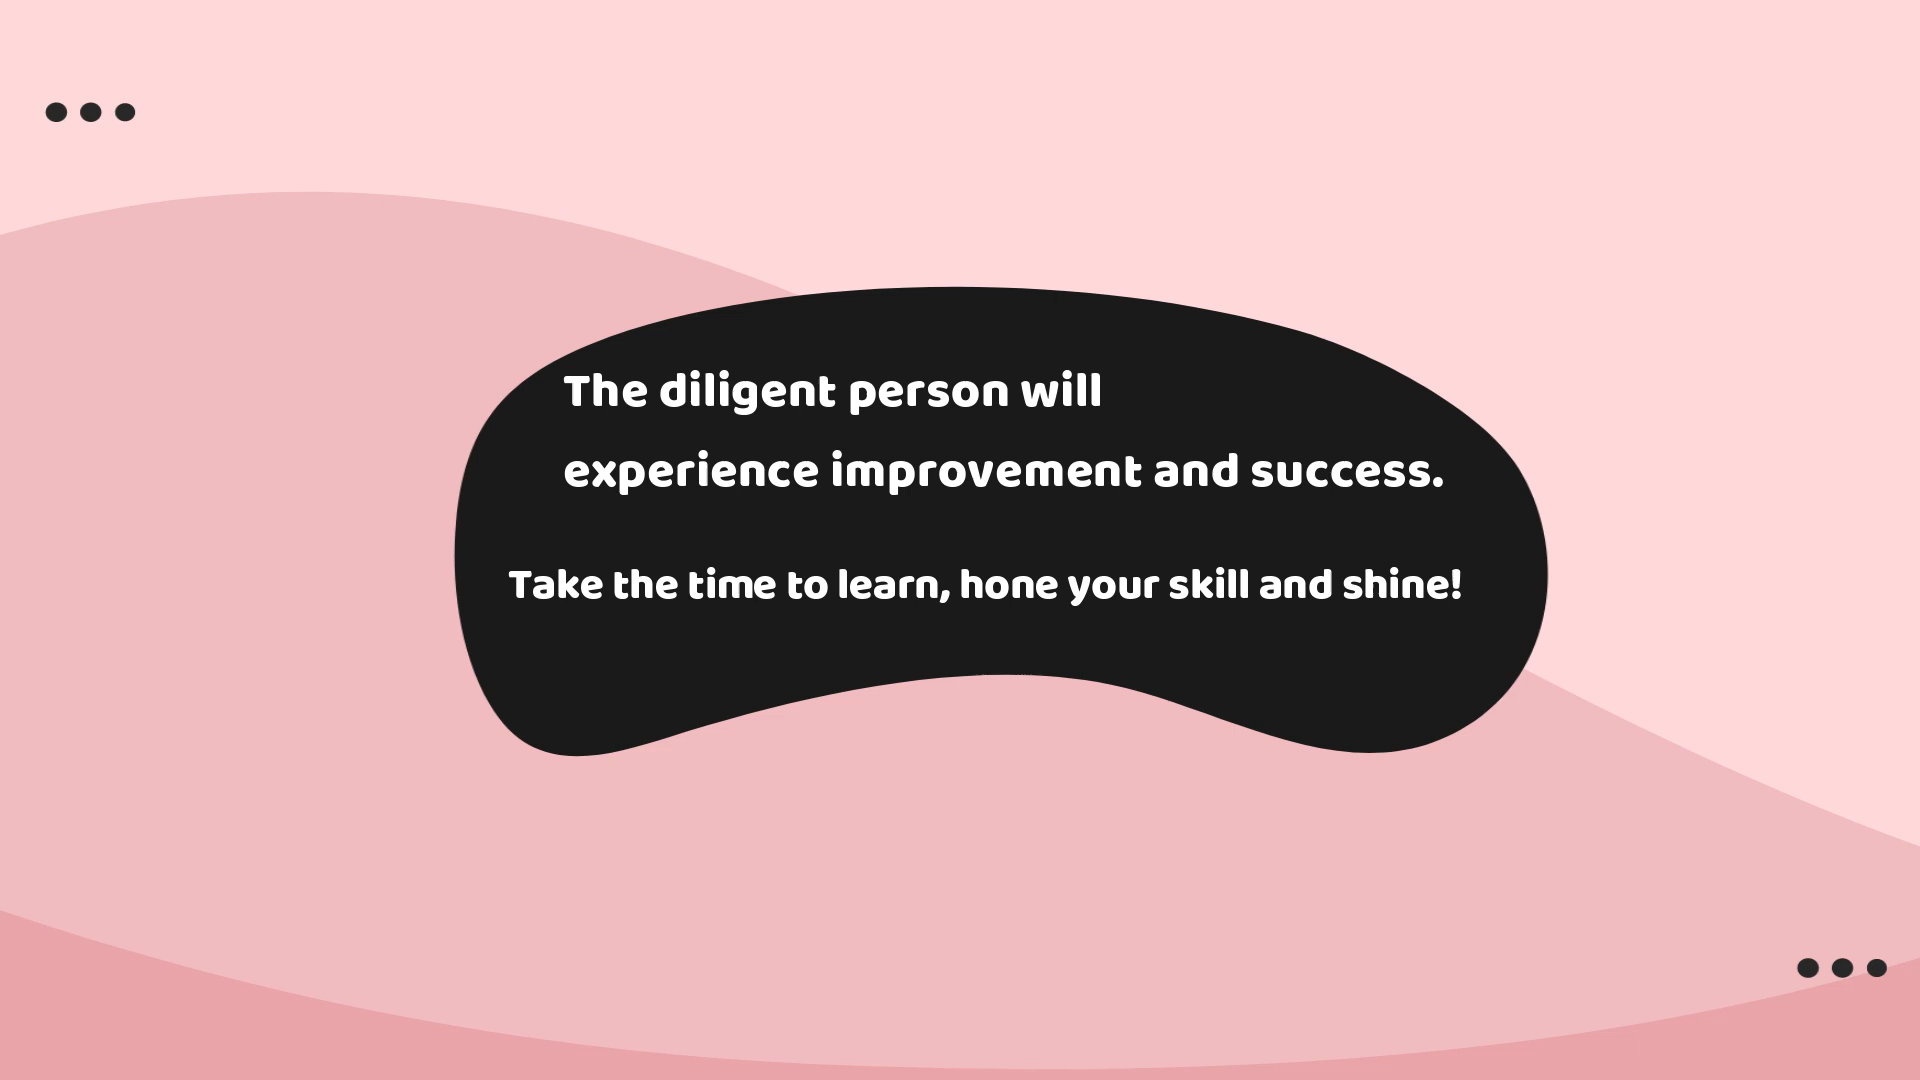 The diligent person will
experience improvement and success.
Take the time to learn, hone your skill and shine!